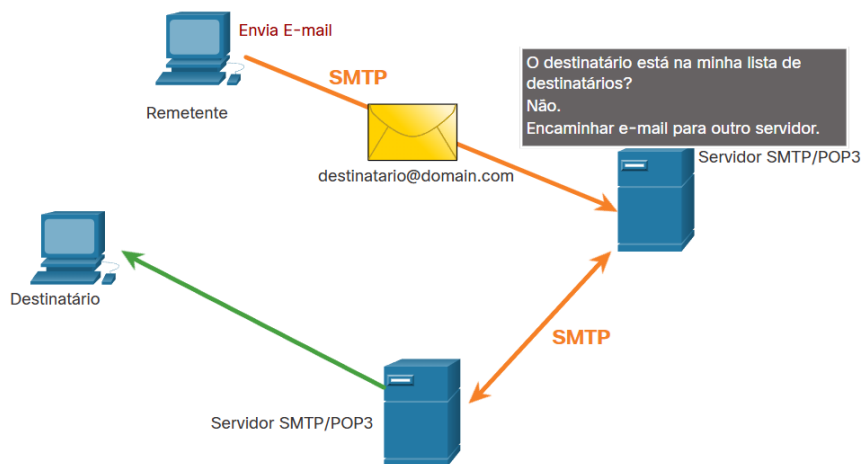 Envia E-mail
SMTP
Remetente
O destinatário está na minha lista de
destinatários?
Não.
Encaminhar e-mail para outro servidor.
Servidor SMTP/POP3
destinatario@domain.com
Destinatário
SMTP
Servidor SMTP/POP3